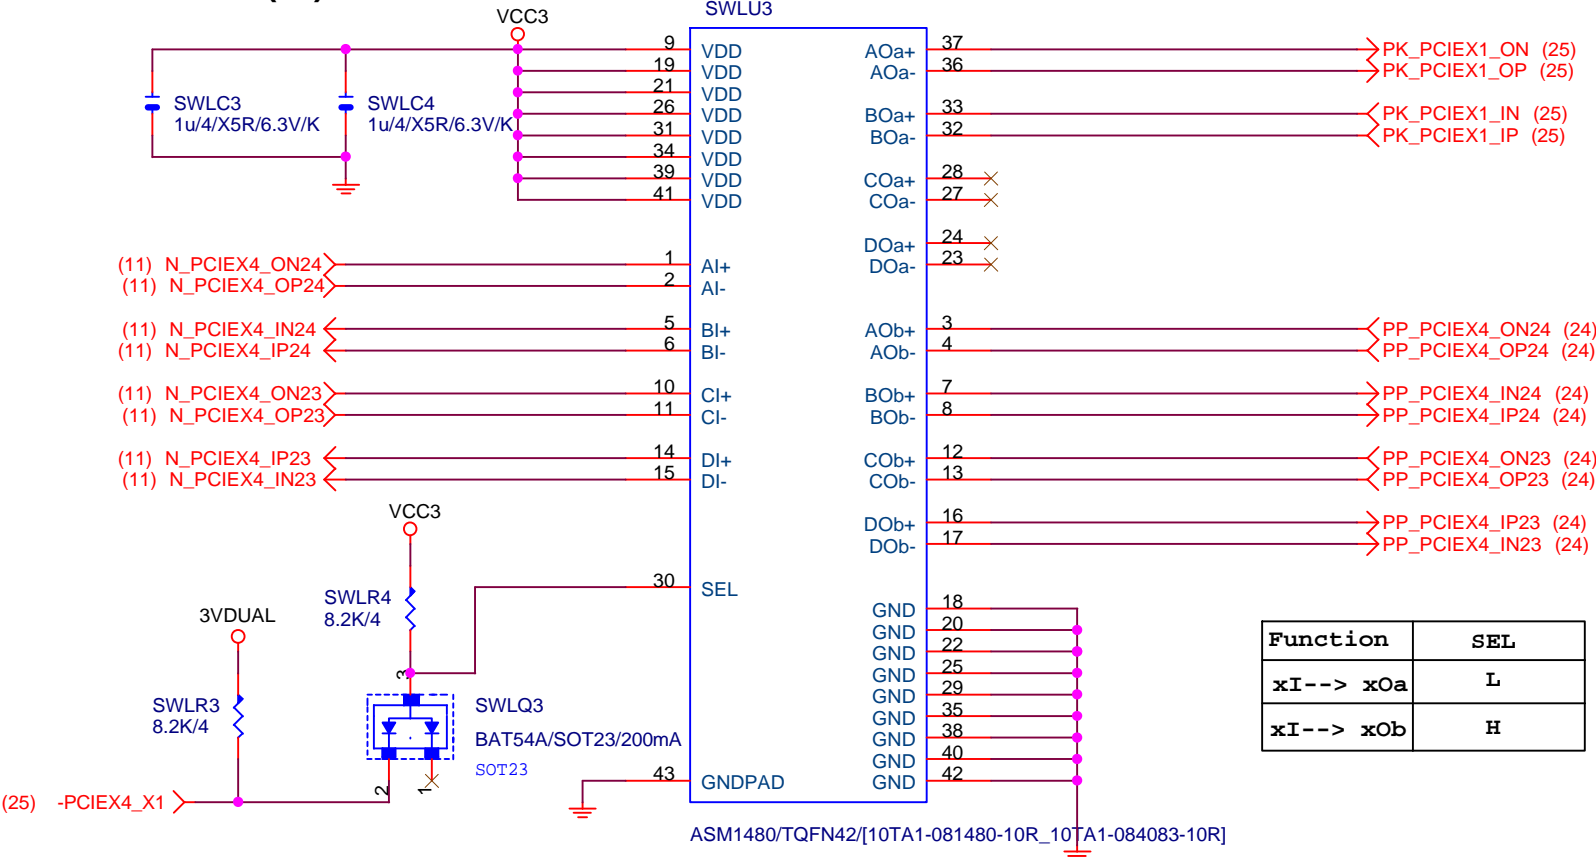 SWLU3
VCC3
9 VDD
19 VDD
21 VDD
26 VDD
31 VDD
34 VDD
39 VDD
41 VDD
SWLC3
1u/4/X5R/6.3V/K
SWLC4
1u/4/X5R/6.3V/K
AOa+ 37 PK_PCIEX1_ON (25)
AOa- 36 PK_PCIEX1_OP (25)
BOa+ 33 PK_PCIEX1_IN (25)
BOa- 32 PK_PCIEX1_IP (25)
COa+ 28
COa- 27
DOa+ 24
DOa- 23
(11) N_PCIEX4_ON24 1 AI+
(11) N_PCIEX4_OP24 2 AI-
(11) N_PCIEX4_IN24 5 BI+
(11) N_PCIEX4_IP24 6 BI-
(11) N_PCIEX4_ON23 10 CI+
(11) N_PCIEX4_OP23 11 CI-
(11) N_PCIEX4_IP23 14 DI+
(11) N_PCIEX4_IN23 15 DI-
AOb+ 3 PP_PCIEX4_ON24 (24)
AOb- 4 PP_PCIEX4_OP24 (24)
BOb+ 7 PP_PCIEX4_IN24 (24)
BOb- 8 PP_PCIEX4_IP24 (24)
COb+ 12 PP_PCIEX4_ON23 (24)
COb- 13 PP_PCIEX4_OP23 (24)
DOb+ 16 PP_PCIEX4_IP23 (24)
DOb- 17 PP_PCIEX4_IN23 (24)
VCC3
SWLR4
8.2K/4
30 SEL
3VDUAL
SWLR3
8.2K/4
3
SWLQ3
BAT54A/SOT23/200mA
SOT23
2
1
(25) -PCIEX4_X1
43 GNDPAD
GND 18
GND 20
GND 22
GND 25
GND 29
GND 35
GND 38
GND 40
GND 42
Function SEL
xI--> xOa L
xI--> xOb H
ASM1480/TQFN42/[10TA1-081480-10R_10TA1-084083-10R]